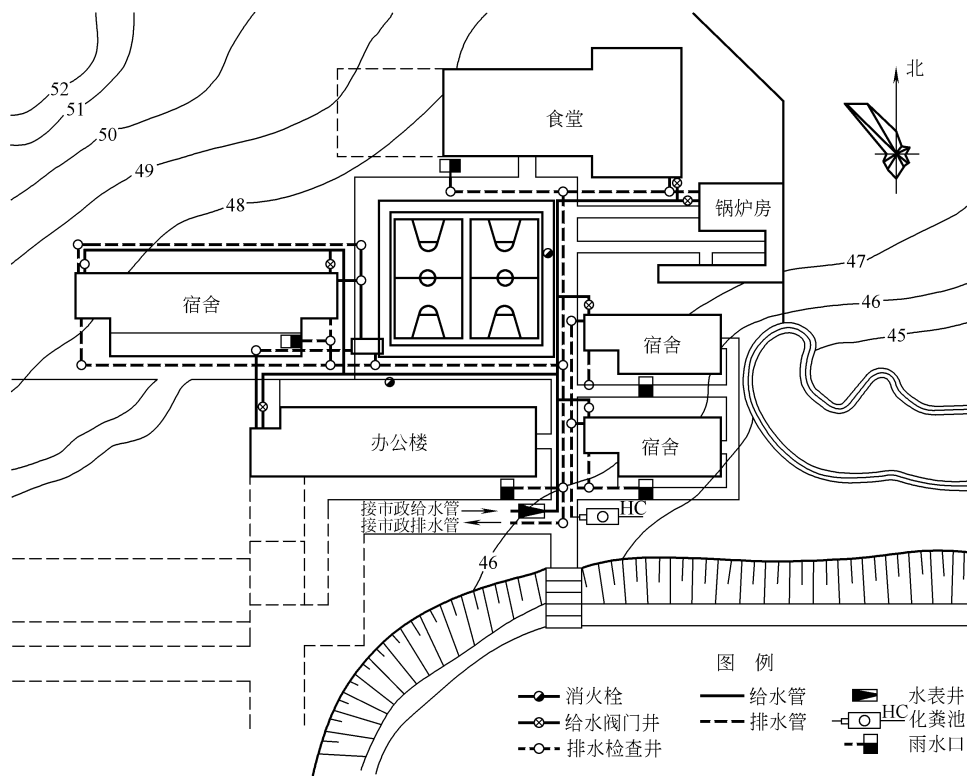 北
52
51
50
食堂
49
48
锅炉房
47
46
45
宿舍
宿舍
办公楼
宿舍
接市政给水管
HC
接市政排水管
46
图 例
消火栓
给水管
水表井
给水阀门井
排水管
HC
化粪池
排水检查井
雨水口